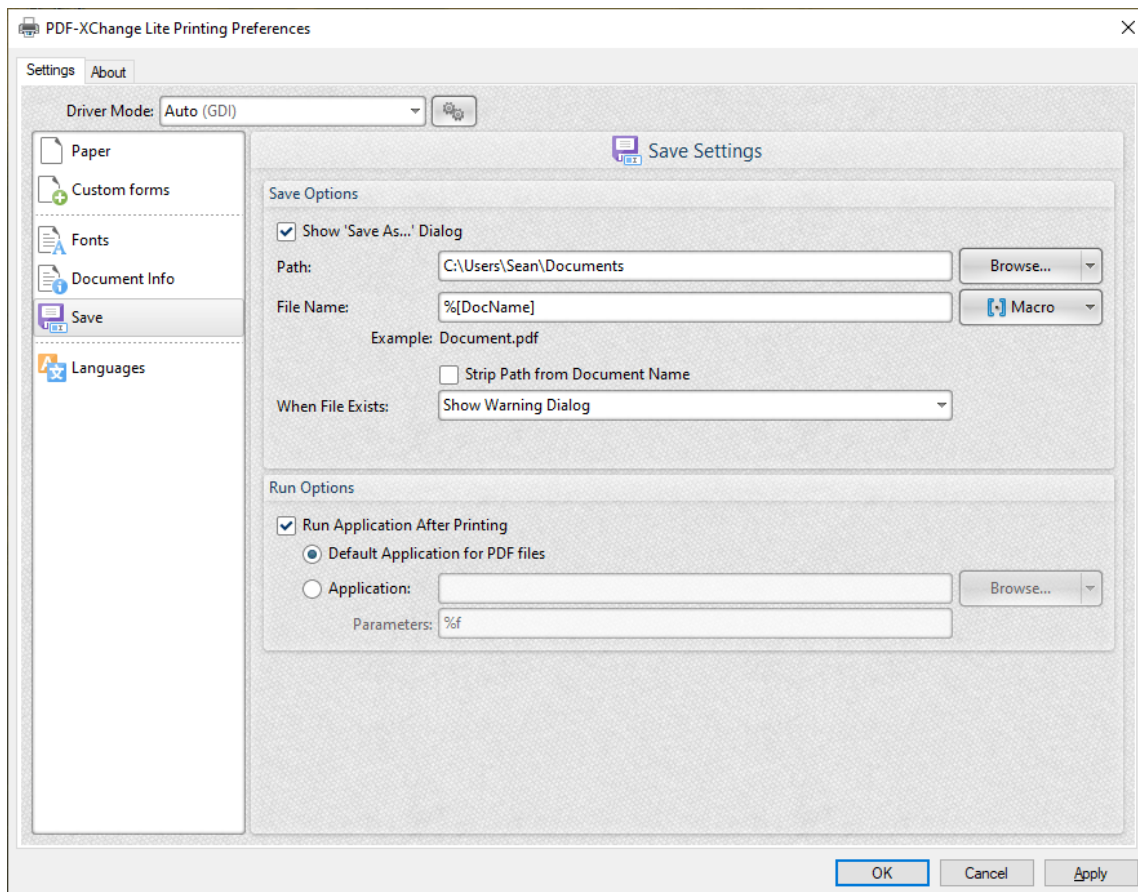 PDF-XChange Lite Printing Preferences
Settings About
Driver Mode: Auto (GDI)
Paper
Custom forms
Fonts
Document Info
Save
Languages
Save Settings
Save Options
Show 'Save As...' Dialog
Path: C:\Users\Sean\Documents Browse...
File Name: %[DocName] Macro
Example: Document.pdf
Strip Path from Document Name
When File Exists: Show Warning Dialog
Run Options
Run Application After Printing
Default Application for PDF files
Application: Browse...
Parameters: %f
OK Cancel Apply